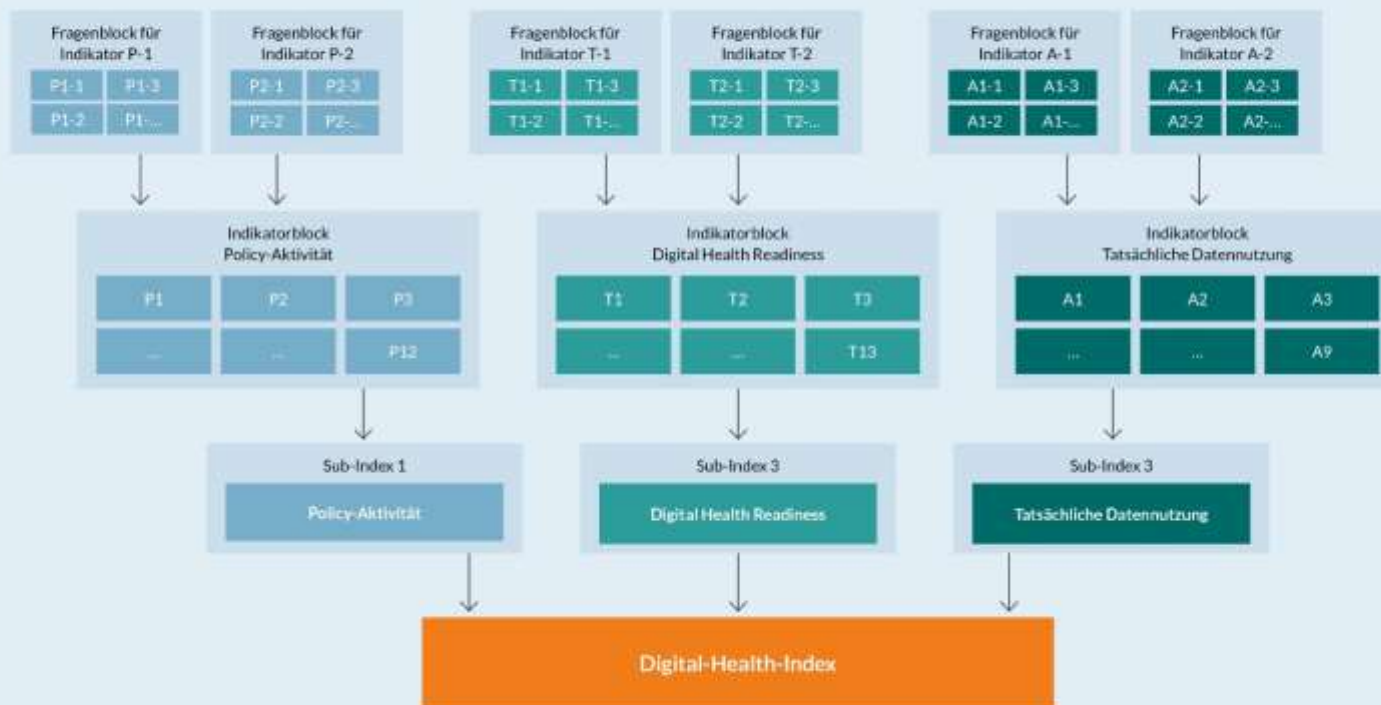 Fragenblock für
Indikator P-1
P1-1 P1-3
P1-2 P1-...
Fragenblock für
Indikator P-2
P2-1 P2-3
P2-2 P2-...
Fragenblock für
Indikator T-1
T1-1 T1-3
T1-2 T1-...
Fragenblock für
Indikator T-2
T2-1 T2-3
T2-2 T2-...
Fragenblock für
Indikator A-1
A1-1 A1-3
A1-2 A1-...
Fragenblock für
Indikator A-2
A2-1 A2-3
A2-2 A2-...
Indikatorblock
Policy-Aktivität
P1 P2 P3
... ... P12
Indikatorblock
Digital Health Readiness
T1 T2 T3
... ... T13
Indikatorblock
Tatsächliche Datennutzung
A1 A2 A3
... ... A9
Sub-Index 1
Policy-Aktivität
Sub-Index 3
Digital Health Readiness
Sub-Index 3
Tatsächliche Datennutzung
Digital-Health-Index